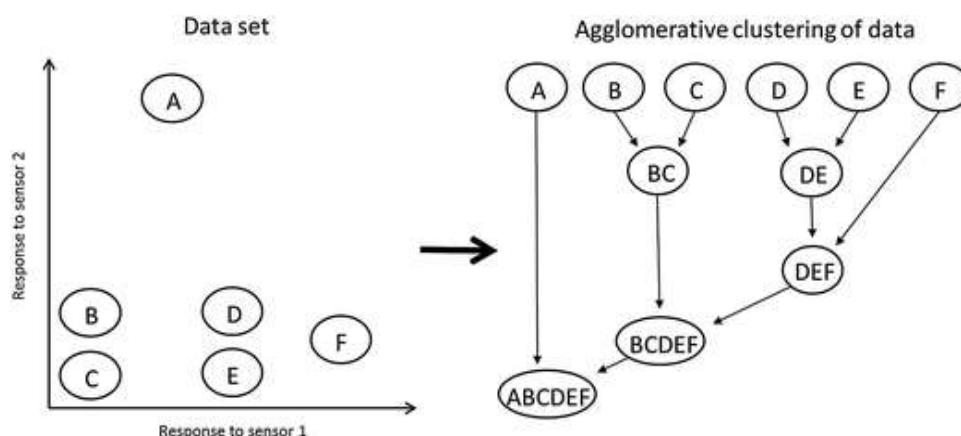 Data set
Agglomerative clustering of data
A
A
B
C
D
E
F
Response to sensor 2
BC
DE
DEF
B
D
F
BCDEF
C
E
ABCDEF
Response to sensor 1